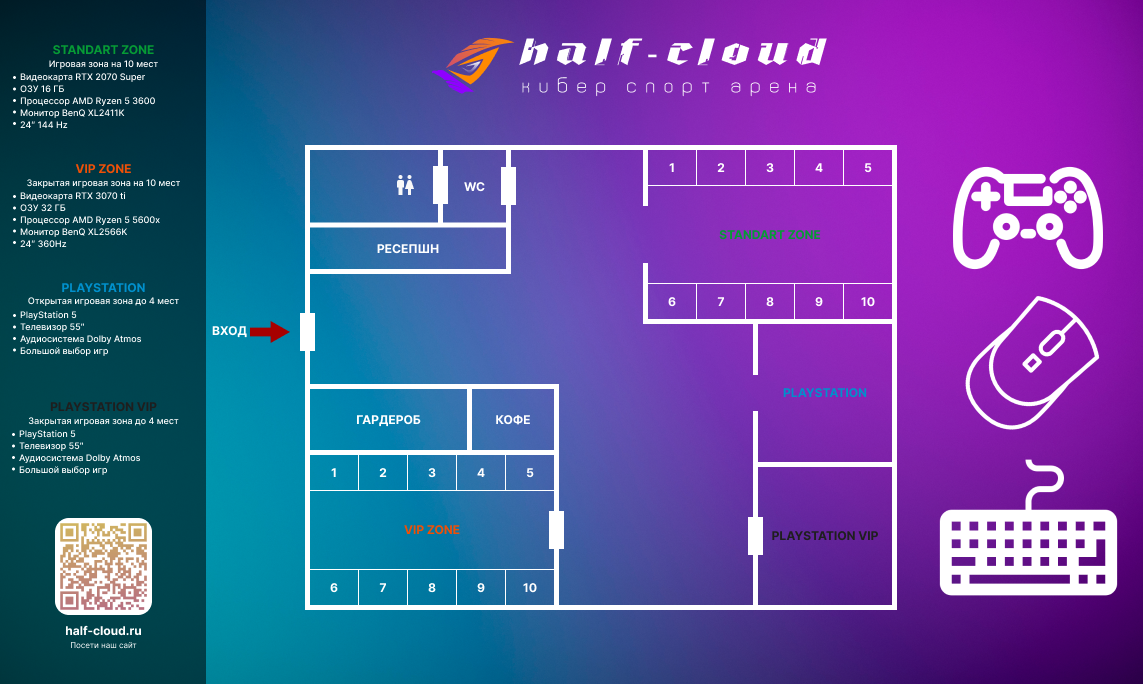 STANDART ZONE
Игровая зона на 10 мест
• Видеокарта RTX 2070 Super
• ОЗУ 16 ГБ
• Процессор AMD Ryzen 5 3600
• Монитор BenQ XL2411K
• 24" 144 Hz
VIP ZONE
Закрытая игровая зона на 10 мест
• Видеокарта RTX 3070 ti
• ОЗУ 32 ГБ
• Процессор AMD Ryzen 5 5600x
• Монитор BenQ XL2566K
• 24" 360Hz
PLAYSTATION
Открытая игровая зона до 4 мест
• PlayStation 5
• Телевизор 55"
• Аудиосистема Dolby Atmos
• Большой выбор игр
PLAYSTATION VIP
Закрытая игровая зона до 4 мест
• PlayStation 5
• Телевизор 55"
• Аудиосистема Dolby Atmos
• Большой выбор игр
half-cloud.ru
Посети наш сайт
half-cloud
кибер спорт арена
WC
РЕСЕПШН
ВХОД
ГАРДЕРОБ
КОФЕ
1 2 3 4 5
VIP ZONE
6 7 8 9 10
1 2 3 4 5
STANDART ZONE
6 7 8 9 10
PLAYSTATION
PLAYSTATION VIP